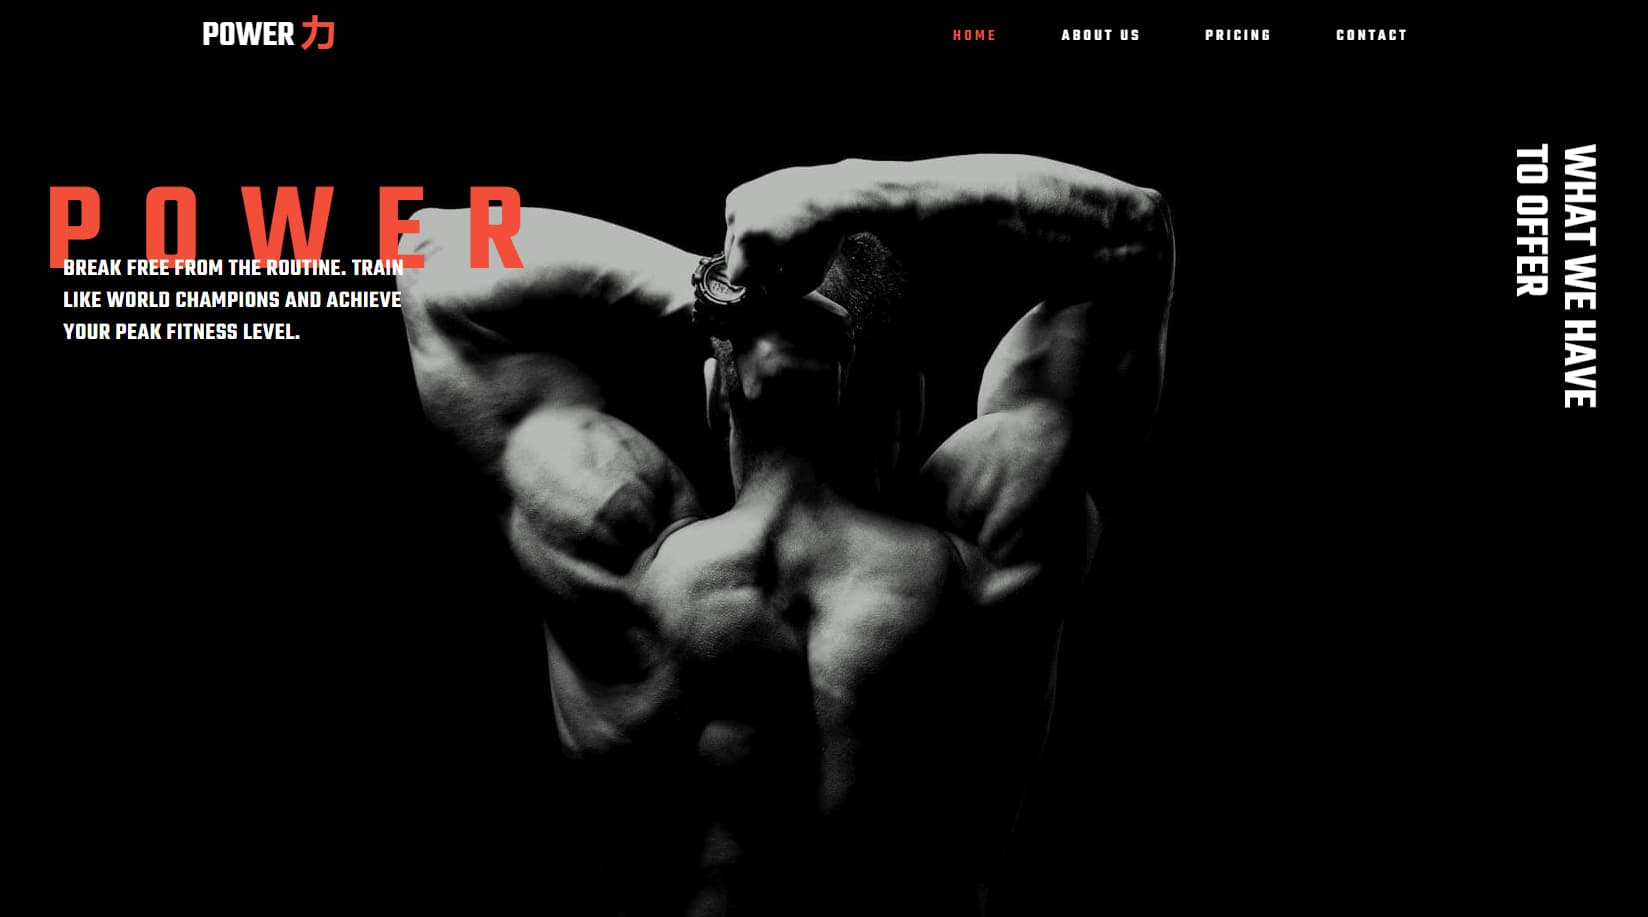 POWER 力
HOME
ABOUT US
PRICING
CONTACT
POWER
BREAK FREE FROM THE ROUTINE. TRAIN
LIKE WORLD CHAMPIONS AND ACHIEVE
YOUR PEAK FITNESS LEVEL.
WHAT WE HAVE
TO OFFER